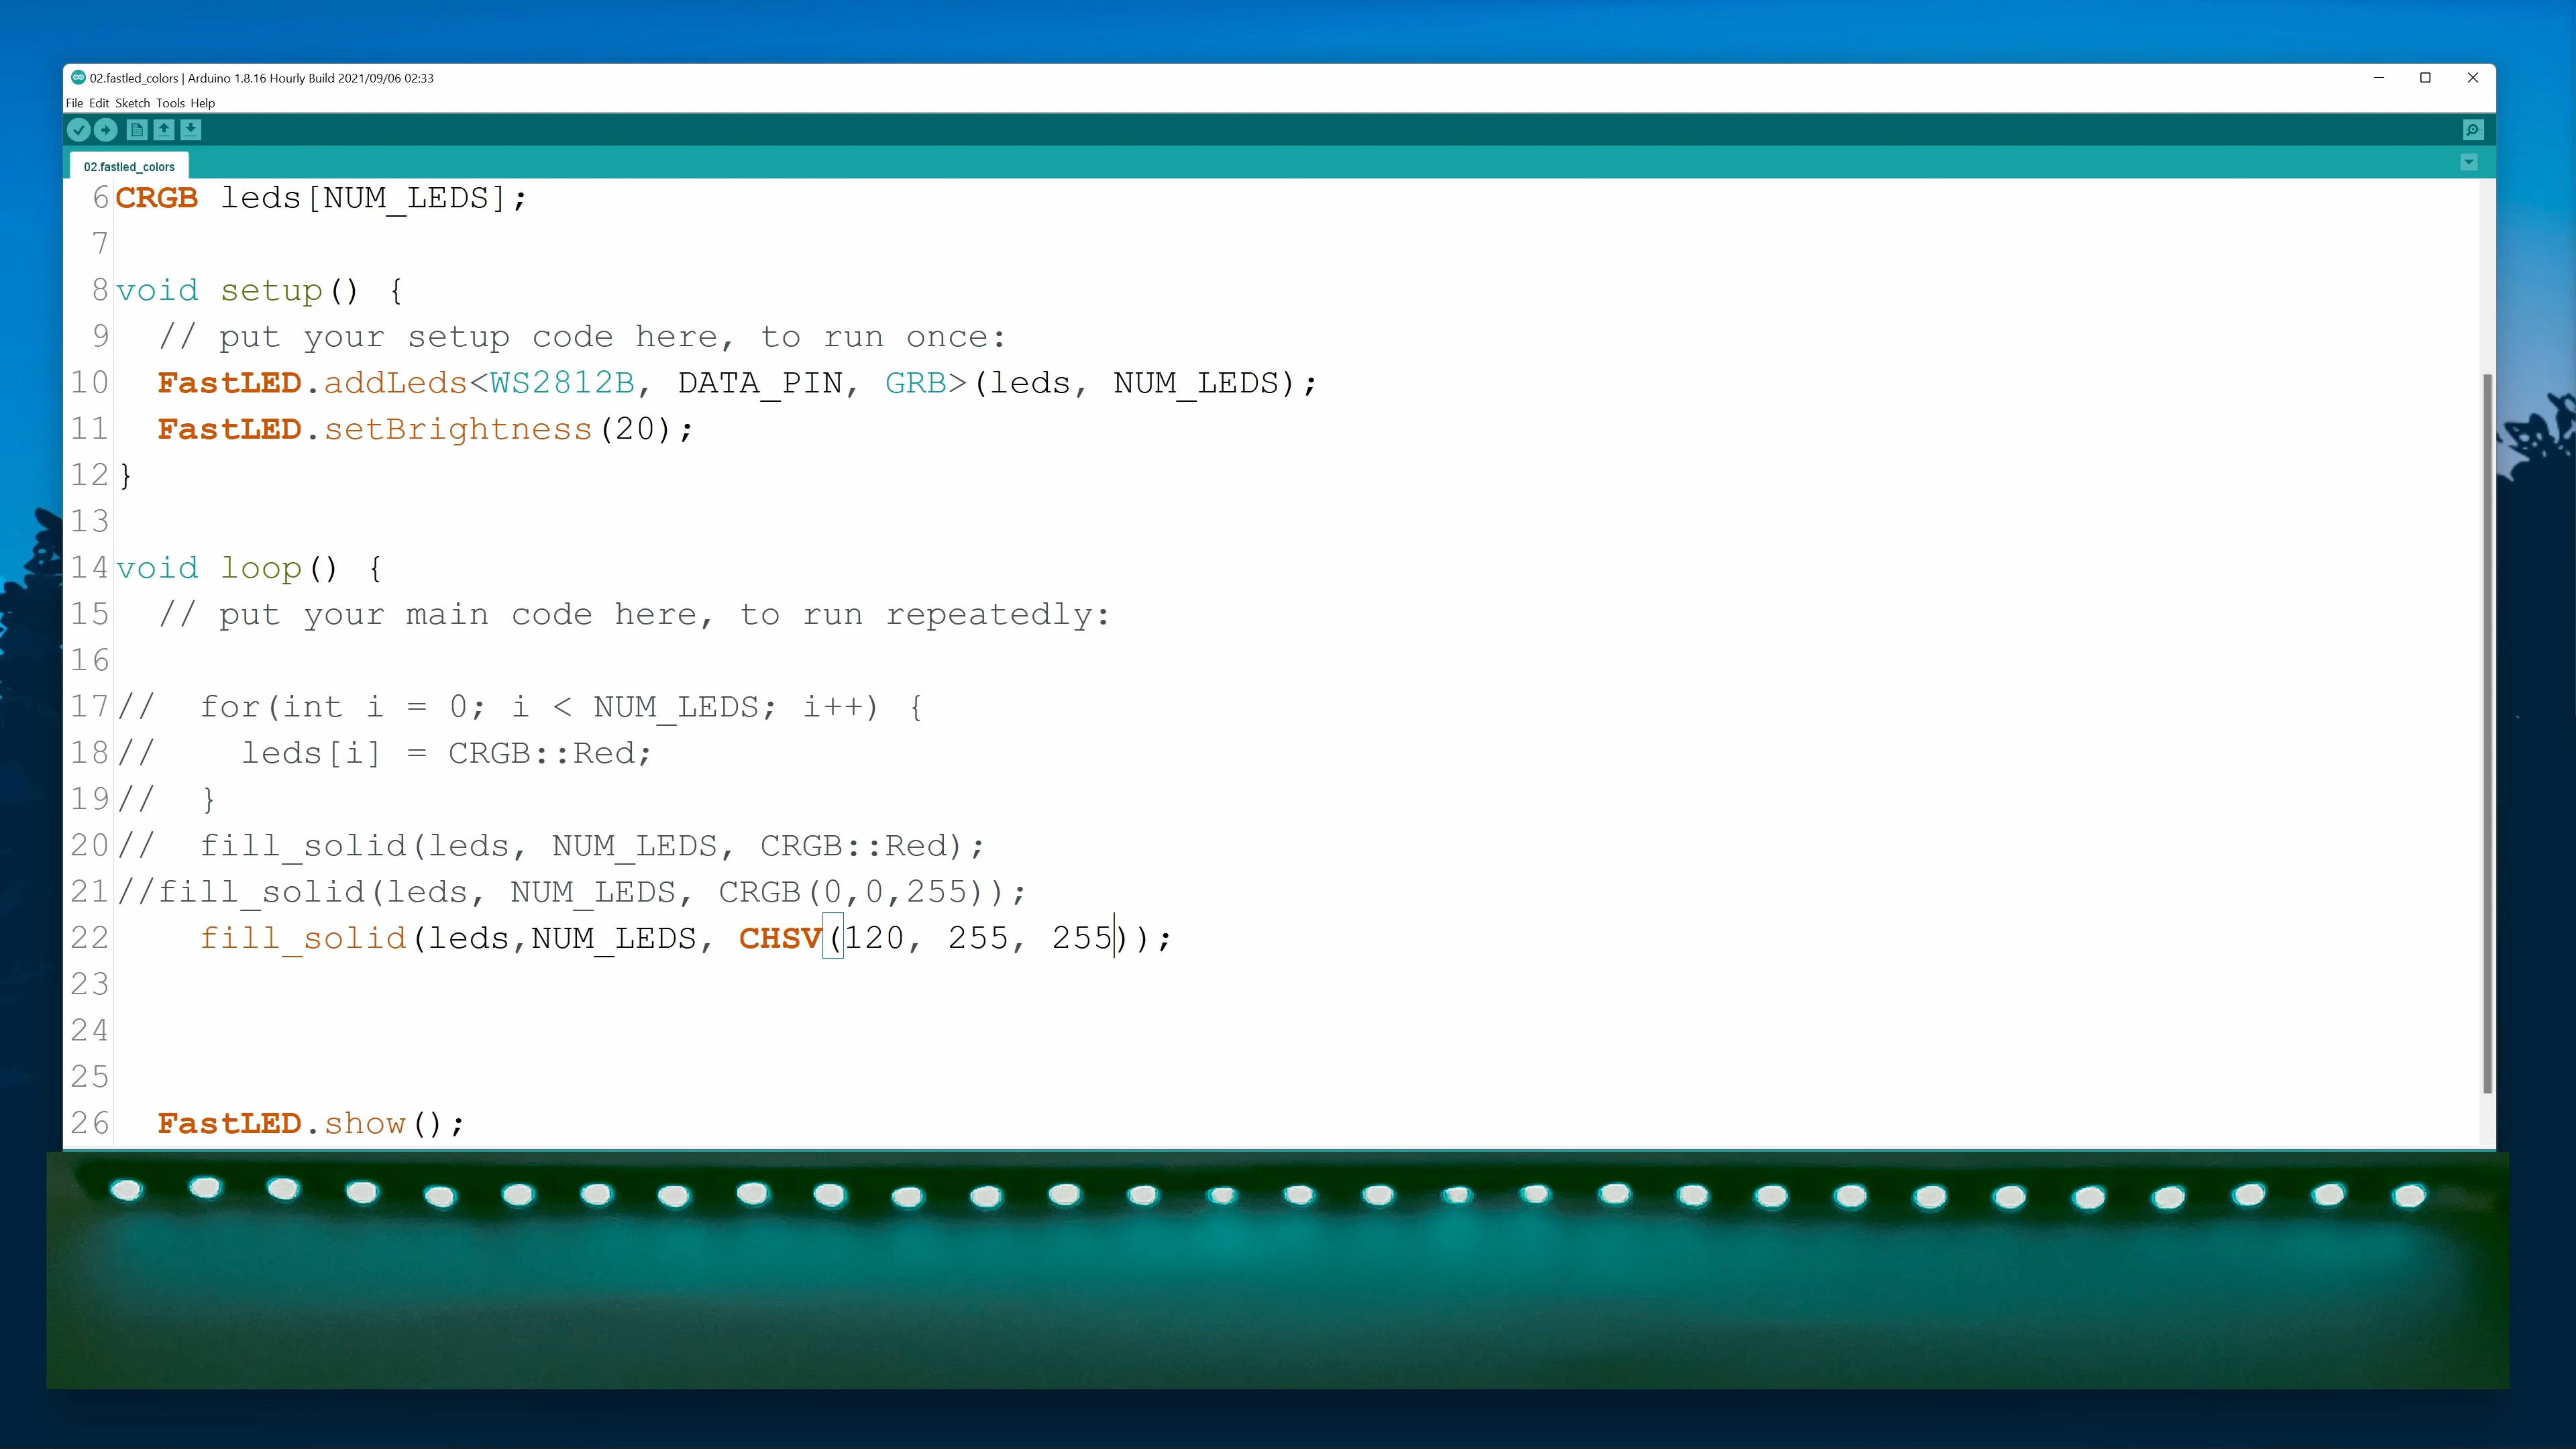 02.fastled_colors | Arduino 1.8.16 Hourly Build 2021/09/06 02:33
File Edit Sketch Tools Help
02.fastled_colors
6 CRGB leds[NUM_LEDS];
7
8 void setup() {
9   // put your setup code here, to run once:
10   FastLED.addLeds<WS2812B, DATA_PIN, GRB>(leds, NUM_LEDS);
11   FastLED.setBrightness(20);
12 }
13
14 void loop() {
15   // put your main code here, to run repeatedly:
16
17 //  for(int i = 0; i < NUM_LEDS; i++) {
18 //    leds[i] = CRGB::Red;
19 //  }
20 //  fill_solid(leds, NUM_LEDS, CRGB::Red);
21 //fill_solid(leds, NUM_LEDS, CRGB(0,0,255));
22     fill_solid(leds,NUM_LEDS, CHSV(120, 255, 255));
23
24
25
26   FastLED.show();